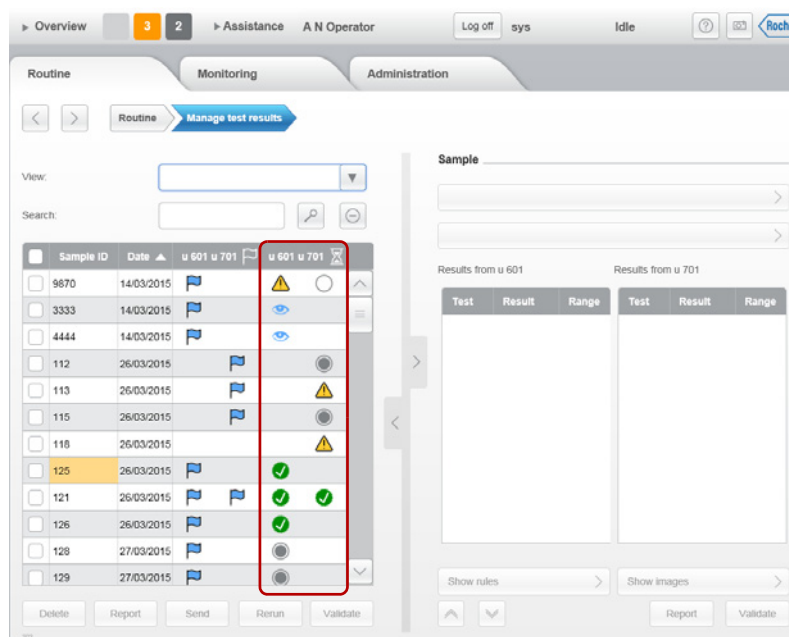 Overview 3 2 Assistance A N Operator Log off sys Idle ? Roch
Routine Monitoring Administration
Routine Manage test results
Sample
View:
Search:
Sample ID Date u 601 u 701 u 601 u 701
Results from u 601 Results from u 701
Test Result Range Test Result Range
9870 14/03/2015
3333 14/03/2015
4444 14/03/2015
112 26/03/2015
113 26/03/2015
115 26/03/2015
118 26/03/2015
125 26/03/2015
121 26/03/2015
126 26/03/2015
128 27/03/2015
129 27/03/2015
Show rules Show images
Delete Report Send Rerun Validate Report Validate